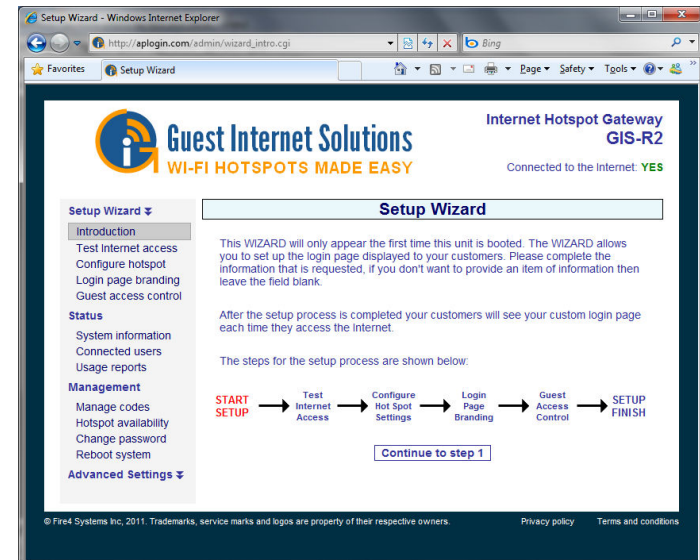 Setup Wizard - Windows Internet Explorer
http://aplogin.com/admin/wizard_intro.cgi
Bing
Favorites
Setup Wizard
Page
Safety
Tools
Guest Internet Solutions
WI-FI HOTSPOTS MADE EASY
Internet Hotspot Gateway
GIS-R2
Connected to the Internet: YES
Setup Wizard
Introduction
Test Internet access
Configure hotspot
Login page branding
Guest access control
Status
System information
Connected users
Usage reports
Management
Manage codes
Hotspot availability
Change password
Reboot system
Advanced Settings
Setup Wizard
This WIZARD will only appear the first time this unit is booted. The WIZARD allows
you to set up the login page displayed to your customers. Please complete the
information that is requested, if you don't want to provide an item of information then
leave the field blank.
After the setup process is completed your customers will see your custom login page
each time they access the Internet.
The steps for the setup process are shown below:
START
SETUP
Test
Internet
Access
Configure
Hot Spot
Settings
Login
Page
Branding
Guest
Access
Control
SETUP
FINISH
Continue to step 1
© Fire4 Systems Inc, 2011. Trademarks, service marks and logos are property of their respective owners.
Privacy policy
Terms and conditions